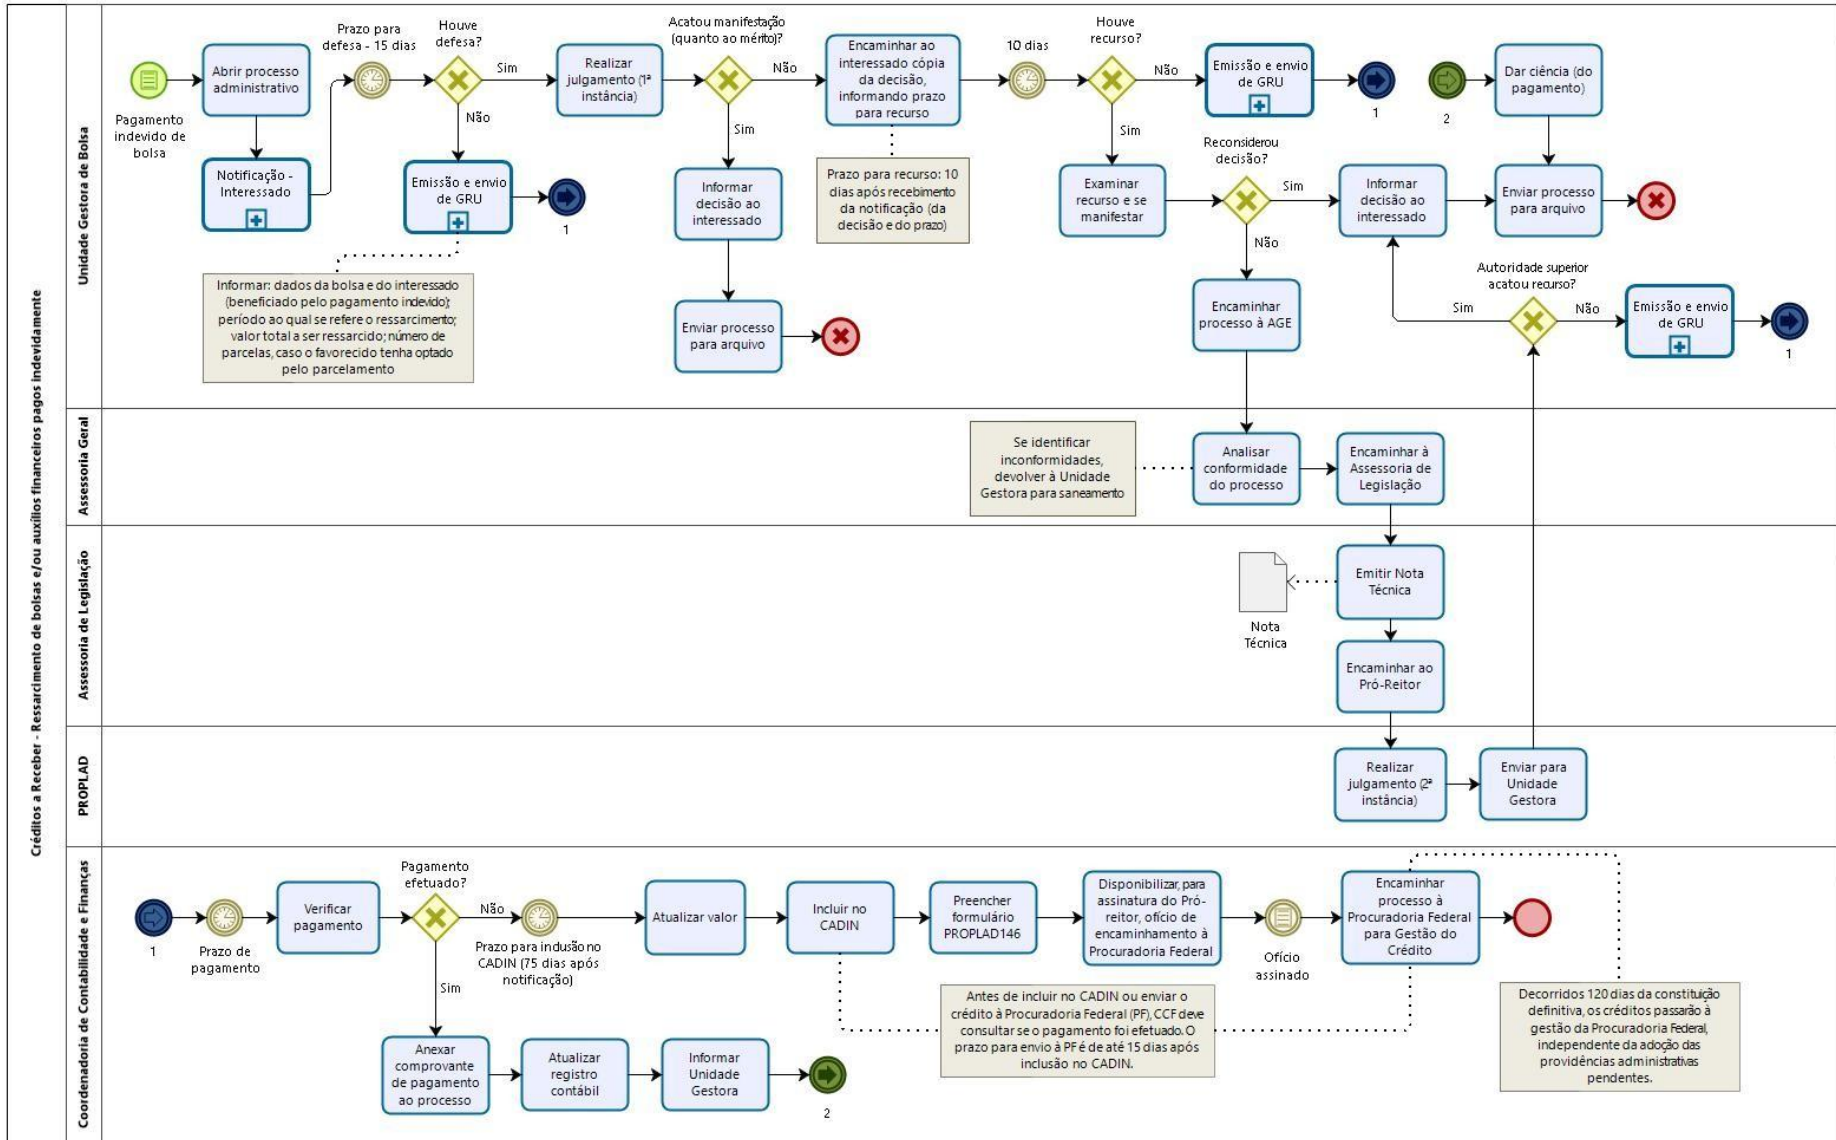 Créditos a Receber - Ressarcimento de bolsas e/ou auxílios financeiros pagos indevidamente
Unidade Gestora de Bolsa
Pagamento
indevido de
bolsa
Abrir processo
administrativo
Notificação -
Interessado
Prazo para
defesa - 15 dias
Houve
defesa?
Sim
Não
Emissão e envio
de GRU
1
Informar: dados da bolsa e do interessado
(beneficiado pelo pagamento indevido);
período ao qual se refere o ressarcimento;
valor total a ser ressarcido; número de
parcelas, caso o favorecido tenha optado
pelo parcelamento
Realizar
julgamento (1ª
instância)
Acatou manifestação
(quanto ao mérito)?
Não
Sim
Informar
decisão ao
interessado
Enviar processo
para arquivo
Encaminhar ao
interessado cópia
da decisão,
informando prazo
para recurso
Prazo para recurso: 10
dias após recebimento
da notificação (da
decisão e do prazo)
10 dias
Houve
recurso?
Não
Sim
Emissão e envio
de GRU
1
Examinar
recurso e se
manifestar
Reconsiderou
decisão?
Sim
Não
Informar
decisão ao
interessado
2
Dar ciência (do
pagamento)
Enviar processo
para arquivo
Encaminhar
processo à AGE
Autoridade superior
acatou recurso?
Sim
Não
Emissão e envio
de GRU
1
Assessoria Geral
Se identificar
inconformidades,
devolver à Unidade
Gestora para saneamento
Analisar
conformidade
do processo
Encaminhar à
Assessoria de
Legislação
Assessoria de Legislação
Emitir Nota
Técnica
Nota
Técnica
Encaminhar ao
Pró-Reitor
PROPLAD
Realizar
julgamento (2ª
instância)
Enviar para
Unidade
Gestora
Coordenadoria de Contabilidade e Finanças
1
Prazo de
pagamento
Verificar
pagamento
Pagamento
efetuado?
Não
Sim
Prazo para inclusão no
CADIN (75 dias após
notificação)
Atualizar valor
Incluir no
CADIN
Preencher
formulário
PROPLAD146
Disponibilizar, para
assinatura do Pró-
reitor, ofício de
encaminhamento à
Procuradoria Federal
Ofício
assinado
Encaminhar
processo à
Procuradoria Federal
para Gestão do
Crédito
Antes de incluir no CADIN ou enviar o
crédito à Procuradoria Federal (PF), CCF deve
consultar se o pagamento foi efetuado. O
prazo para envio à PF é de até 15 dias após
inclusão no CADIN.
Decorridos 120 dias da constituição
definitiva, os créditos passarão à
gestão da Procuradoria Federal,
independente da adoção das
providências administrativas
pendentes.
Anexar
comprovante
de pagamento
ao processo
Atualizar
registro
contábil
Informar
Unidade
Gestora
2